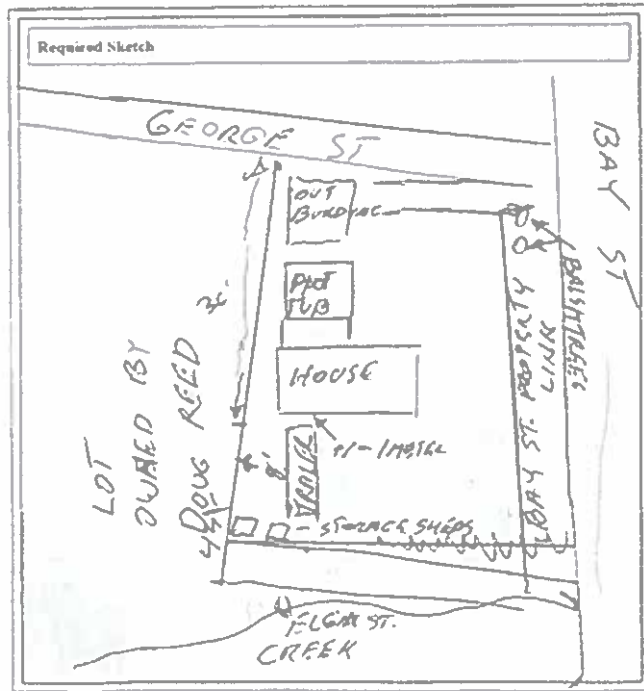 Required Sketch
GEORGE ST
BAY ST
OUT
BUILDING
HOT
TUB
HOUSE
TRAILER
8'
LOT
OWNED BY
DOUG REED
STORAGE SHEDS
BAY ST. PROPERTY
LINE
ELGIN ST.
CREEK